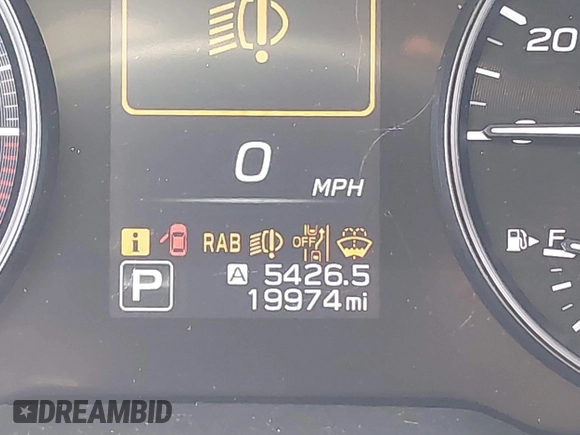 20
0
MPH
i RAB OFF
P A 5426.5
19974 mi
F
DREAMBID